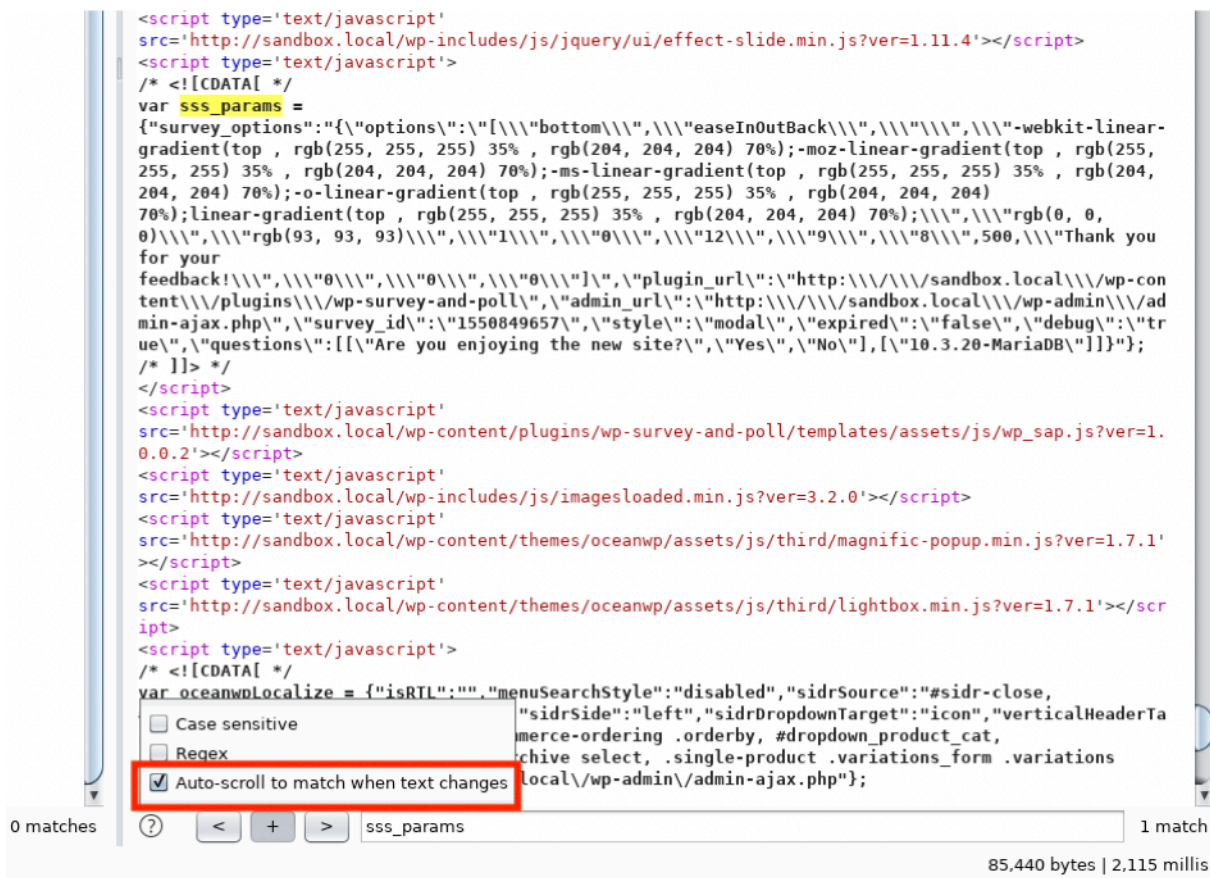 <script type='text/javascript'
src='http://sandbox.local/wp-includes/js/jquery/ui/effect-slide.min.js?ver=1.11.4'></script>
<script type='text/javascript'>
/* <![CDATA[ */
var sss_params =
{"survey_options":"{\"options\":\"[\\\"bottom\\\",\\\"easeInOutBack\\\",\\\"\\\",\\\"-webkit-linear-
gradient(top , rgb(255, 255, 255) 35% , rgb(204, 204, 204) 70%);-moz-linear-gradient(top , rgb(255,
255, 255) 35% , rgb(204, 204, 204) 70%);-ms-linear-gradient(top , rgb(255, 255, 255) 35% , rgb(204,
204, 204) 70%);-o-linear-gradient(top , rgb(255, 255, 255) 35% , rgb(204, 204, 204)
70%);linear-gradient(top , rgb(255, 255, 255) 35% , rgb(204, 204, 204) 70%);\\\",\\\"rgb(0, 0,
0)\\\",\\\"rgb(93, 93, 93)\\\",\\\"1\\\",\\\"0\\\",\\\"12\\\",\\\"9\\\",\\\"8\\\",500,\\\"Thank you
for your
feedback!\\\",\\\"0\\\",\\\"0\\\",\\\"0\\\"]\",\"plugin_url\":\"http:\\\/\\\/sandbox.local\\\/wp-con
tent\\\/plugins\\\/wp-survey-and-poll\",\"admin_url\":\"http:\\\/\\\/sandbox.local\\\/wp-admin\\\/ad
min-ajax.php\",\"survey_id\":\"1550849657\",\"style\":\"modal\",\"expired\":\"false\",\"debug\":\"tr
ue\",\"questions\":[[\"Are you enjoying the new site?\",\"Yes\",\"No\"],[\"10.3.20-MariaDB\"]]}"};
/* ]]> */
</script>
<script type='text/javascript'
src='http://sandbox.local/wp-content/plugins/wp-survey-and-poll/templates/assets/js/wp_sap.js?ver=1.
0.0.2'></script>
<script type='text/javascript'
src='http://sandbox.local/wp-includes/js/imagesloaded.min.js?ver=3.2.0'></script>
<script type='text/javascript'
src='http://sandbox.local/wp-content/themes/oceanwp/assets/js/third/magnific-popup.min.js?ver=1.7.1'
></script>
<script type='text/javascript'
src='http://sandbox.local/wp-content/themes/oceanwp/assets/js/third/lightbox.min.js?ver=1.7.1'></scr
ipt>
<script type='text/javascript'>
/* <![CDATA[ */
var oceanwpLocalize = {"isRTL":"","menuSearchStyle":"disabled","sidrSource":"#sidr-close,
"sidrSide":"left","sidrDropdownTarget":"icon","verticalHeaderTa
Case sensitive
merce-ordering .orderby, #dropdown_product_cat,
Regex
chive select, .single-product .variations_form .variations
Auto-scroll to match when text changes
local\/wp-admin\/admin-ajax.php"};
0 matches
? < + > sss_params
1 match
85,440 bytes | 2,115 millis